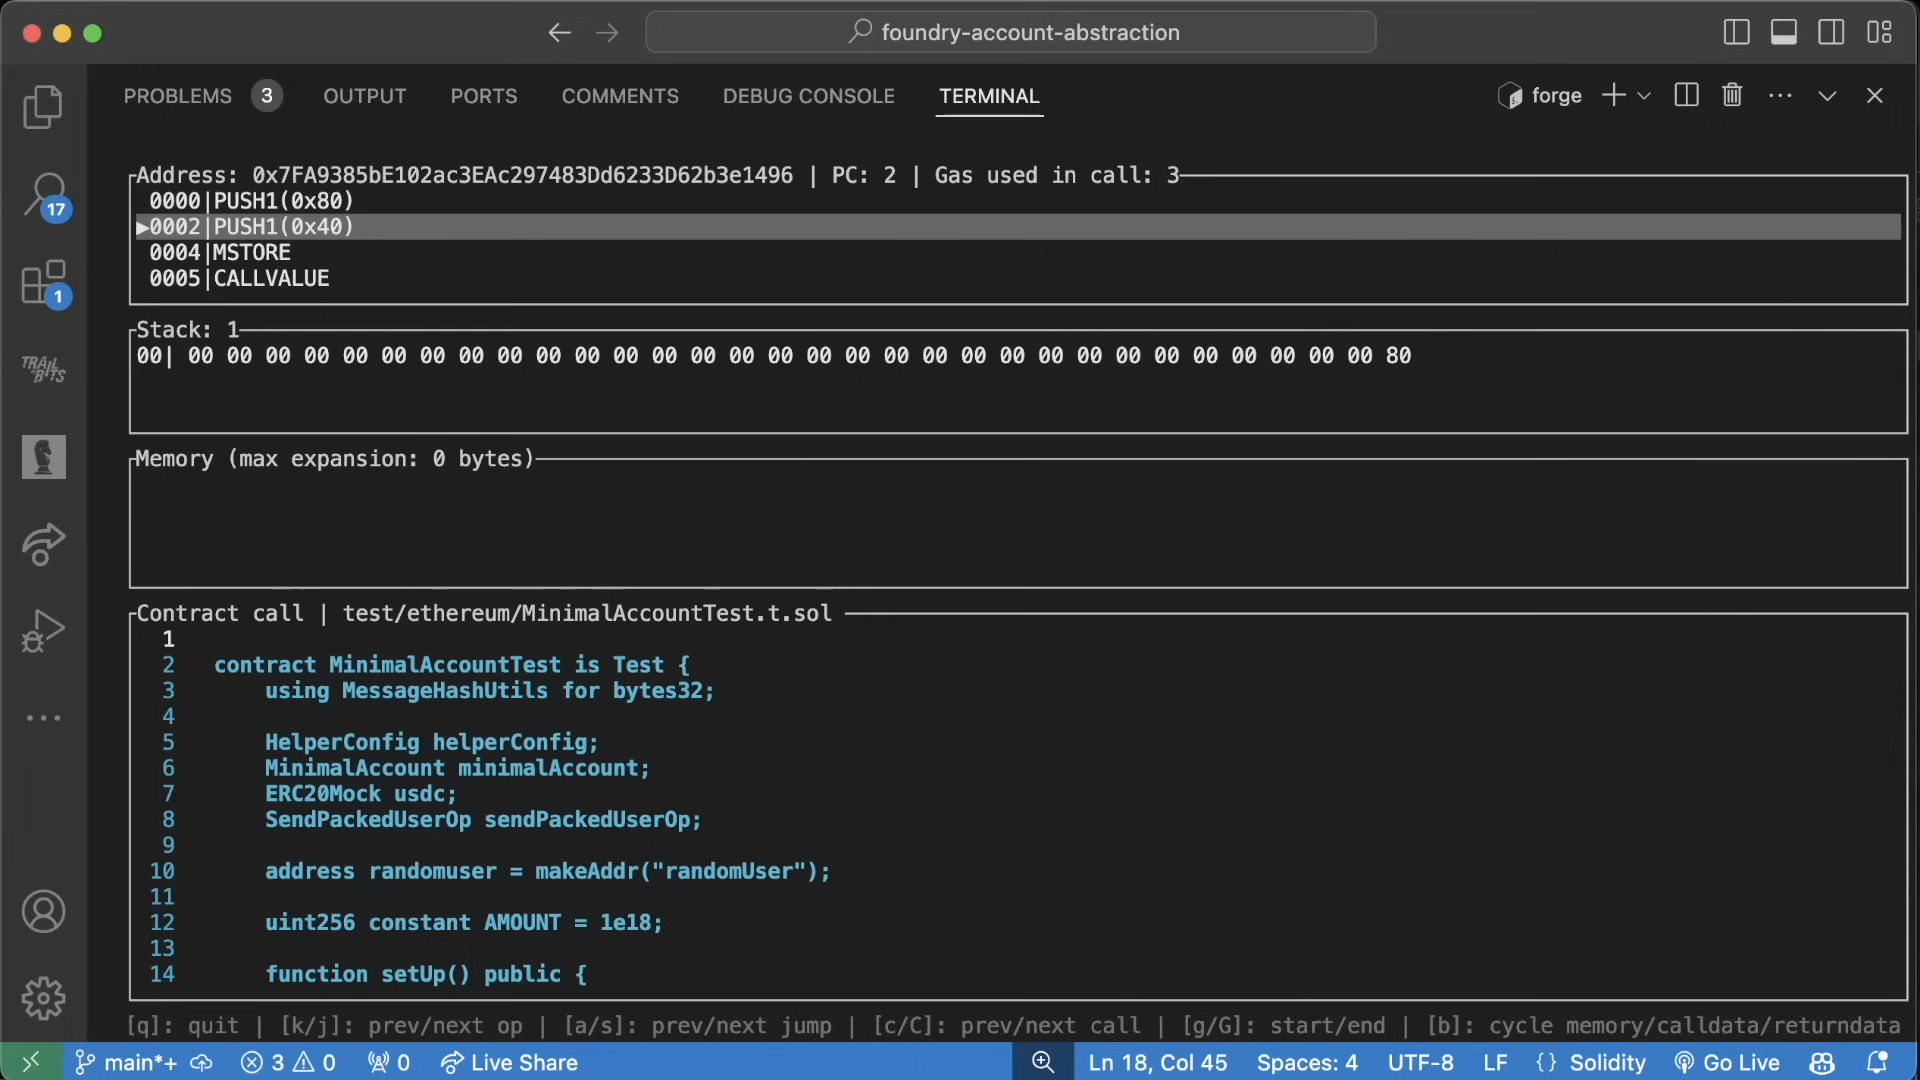 foundry-account-abstraction
PROBLEMS 3 OUTPUT PORTS COMMENTS DEBUG CONSOLE TERMINAL forge
Address: 0x7FA9385bE102ac3EAc297483Dd6233D62b3e1496 | PC: 2 | Gas used in call: 3
0000|PUSH1(0x80)
▶0002|PUSH1(0x40)
0004|MSTORE
0005|CALLVALUE
17
Stack: 1
1
00| 00 00 00 00 00 00 00 00 00 00 00 00 00 00 00 00 00 00 00 00 00 00 00 00 00 00 00 00 00 00 00 80
TRAIL OF BITS
Memory (max expansion: 0 bytes)
Contract call | test/ethereum/MinimalAccountTest.t.sol
1
2 contract MinimalAccountTest is Test {
3 using MessageHashUtils for bytes32;
4
5 HelperConfig helperConfig;
6 MinimalAccount minimalAccount;
7 ERC20Mock usdc;
8 SendPackedUserOp sendPackedUserOp;
9
10 address randomuser = makeAddr("randomUser");
11
12 uint256 constant AMOUNT = 1e18;
13
14 function setUp() public {
[q]: quit | [k/j]: prev/next op | [a/s]: prev/next jump | [c/C]: prev/next call | [g/G]: start/end | [b]: cycle memory/calldata/returndata
main*+ 3 0 0 Live Share Ln 18, Col 45 Spaces: 4 UTF-8 LF {} Solidity Go Live